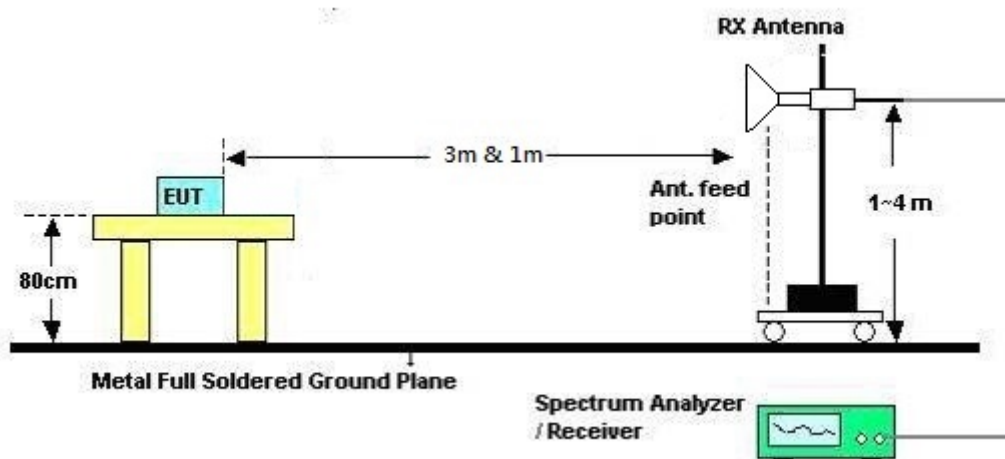 RX Antenna
3m & 1m
EUT
Ant. feed
point
1~4 m
80cm
Metal Full Soldered Ground Plane
Spectrum Analyzer
/ Receiver